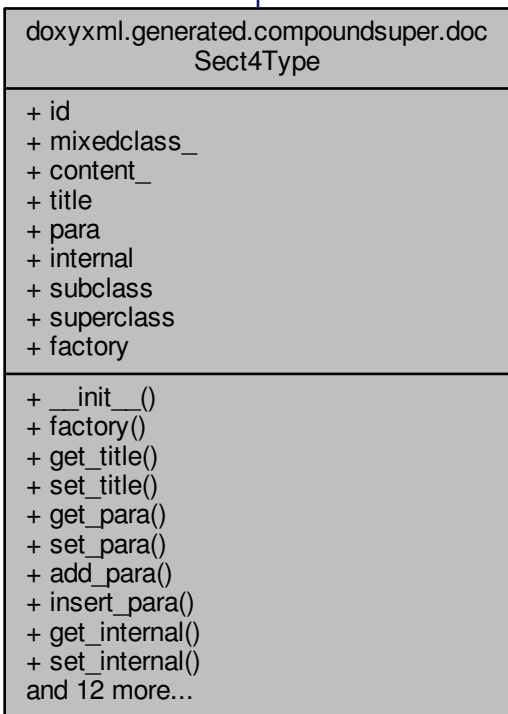 doxyxml.generated.compoundsuper.doc
Sect4Type
+ id
+ mixedclass_
+ content_
+ title
+ para
+ internal
+ subclass
+ superclass
+ factory
+ __init__()
+ factory()
+ get_title()
+ set_title()
+ get_para()
+ set_para()
+ add_para()
+ insert_para()
+ get_internal()
+ set_internal()
and 12 more...